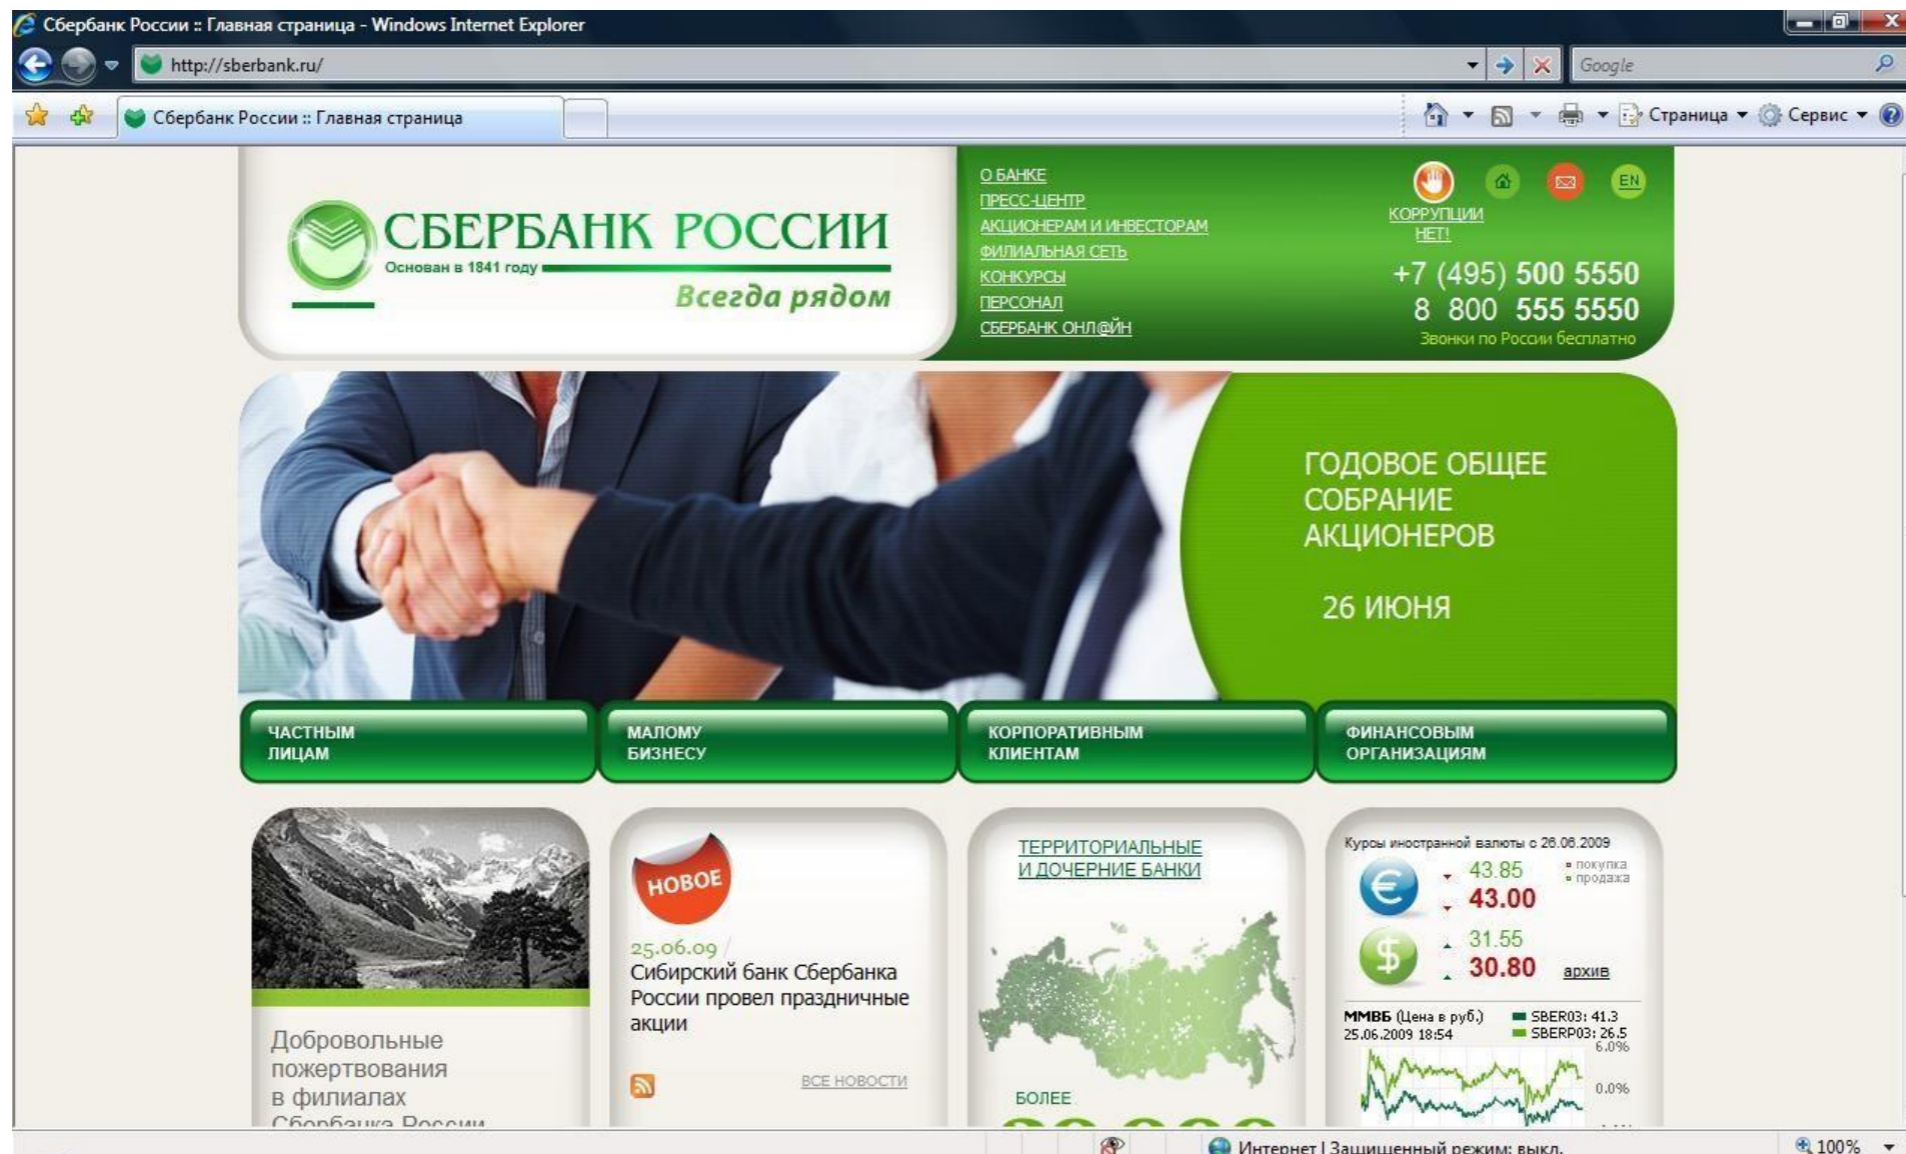 Сбербанк России :: Главная страница - Windows Internet Explorer
http://sberbank.ru/
Google
Сбербанк России :: Главная страница
Страница
Сервис
СБЕРБАНК РОССИИ
Основан в 1841 году
Всегда рядом
О БАНКЕ
ПРЕСС-ЦЕНТР
АКЦИОНЕРАМ И ИНВЕСТОРАМ
ФИЛИАЛЬНАЯ СЕТЬ
КОНКУРСЫ
ПЕРСОНАЛ
СБЕРБАНК ОНЛ@ЙН
EN
КОРРУПЦИИ
НЕТ!
+7 (495) 500 5550
8 800 555 5550
Звонки по России бесплатно
ГОДОВОЕ ОБЩЕЕ
СОБРАНИЕ
АКЦИОНЕРОВ
26 ИЮНЯ
ЧАСТНЫМ
ЛИЦАМ
МАЛОМУ
БИЗНЕСУ
КОРПОРАТИВНЫМ
КЛИЕНТАМ
ФИНАНСОВЫМ
ОРГАНИЗАЦИЯМ
Добровольные
пожертвования
в филиалах
Сбербанка России
НОВОЕ
25.06.09 /
Сибирский банк Сбербанка
России провел праздничные
акции
ВСЕ НОВОСТИ
ТЕРРИТОРИАЛЬНЫЕ
И ДОЧЕРНИЕ БАНКИ
БОЛЕЕ
Курсы иностранной валюты с 26.06.2009
€ 43.85
43.00
покупка
продажа
$ 31.55
30.80
архив
ММВБ (Цена в руб.)
25.06.2009 18:54
SBER03: 41.3
SBERP03: 26.5
6.0%
0.0%
Интернет | Защищенный режим: выкл.
100%